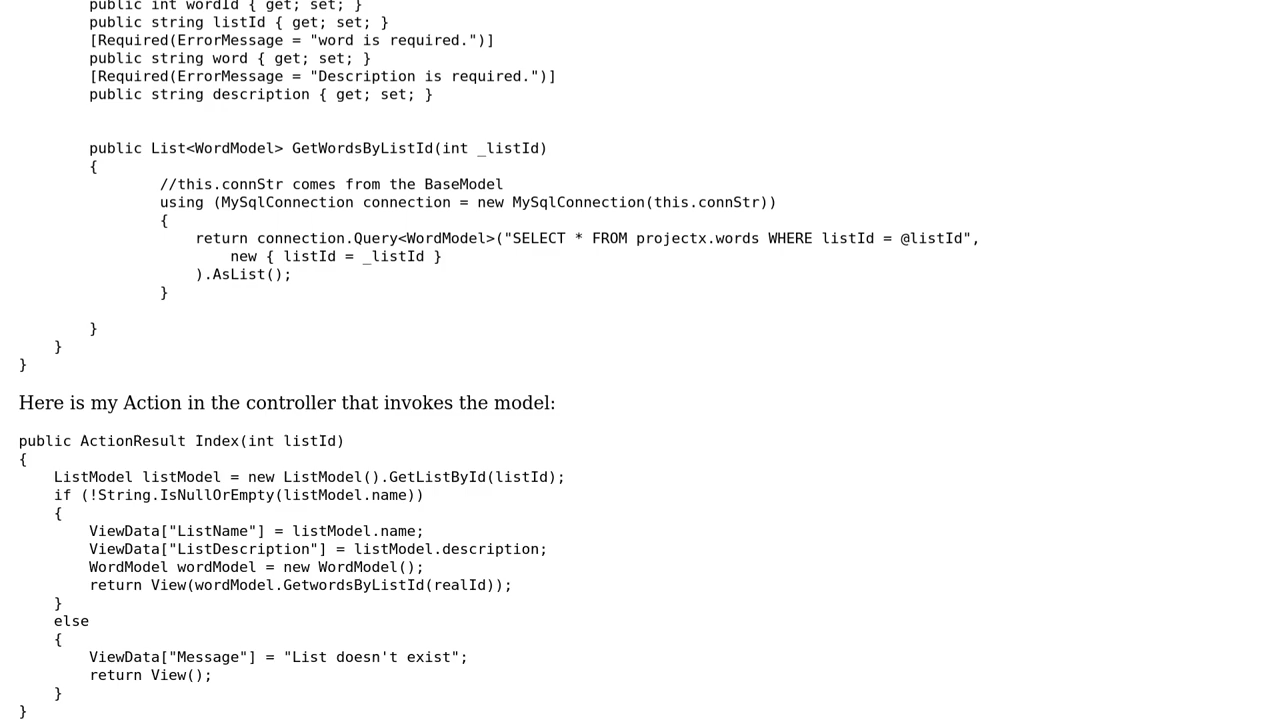 public int wordId { get; set; }
public string listId { get; set; }
[Required(ErrorMessage = "word is required.")]
public string word { get; set; }
[Required(ErrorMessage = "Description is required.")]
public string description { get; set; }
public List<WordModel> GetWordsByListId(int _listId)
{
//this.connStr comes from the BaseModel
using (MySqlConnection connection = new MySqlConnection(this.connStr))
{
return connection.Query<WordModel>("SELECT * FROM projectx.words WHERE listId = @listId",
new { listId = _listId }
).AsList();
}
}
}
}
Here is my Action in the controller that invokes the model:
public ActionResult Index(int listId)
{
ListModel listModel = new ListModel().GetListById(listId);
if (!String.IsNullOrEmpty(listModel.name))
{
ViewData["ListName"] = listModel.name;
ViewData["ListDescription"] = listModel.description;
WordModel wordModel = new WordModel();
return View(wordModel.GetwordsByListId(realId));
}
else
{
ViewData["Message"] = "List doesn't exist";
return View();
}
}